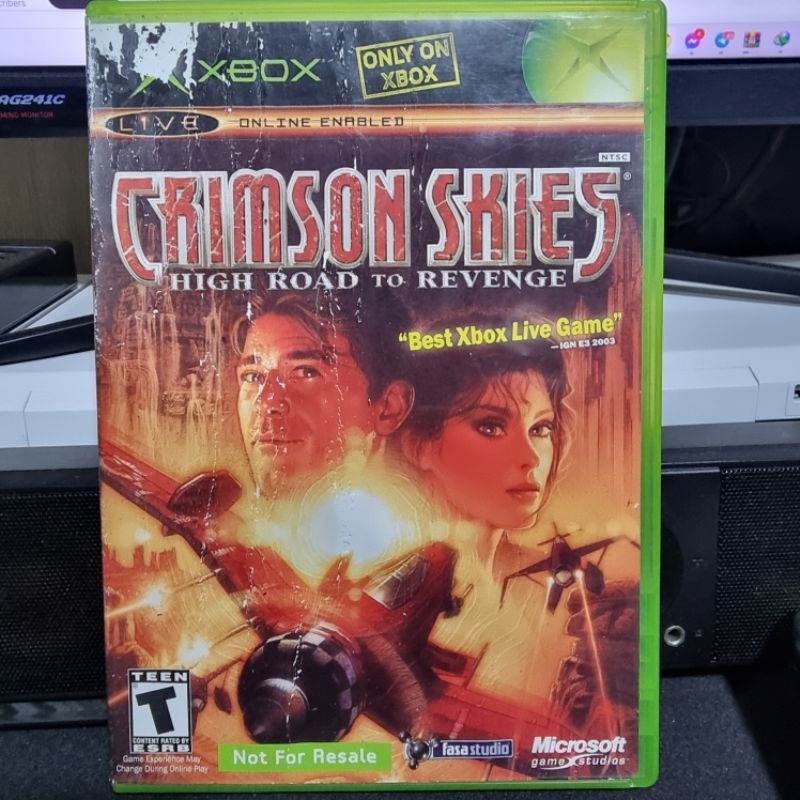 AG241C
XBOX
ONLY ON
XBOX
LIVE ONLINE ENABLED
NTSC
CRIMSON SKIES®
HIGH ROAD TO REVENGE
"Best Xbox Live Game"
—IGN E3 2003
TEEN
T
CONTENT RATED BY
ESRB
Game Experience May
Change During Online Play
Not For Resale
fasastudio
Microsoft
game studios